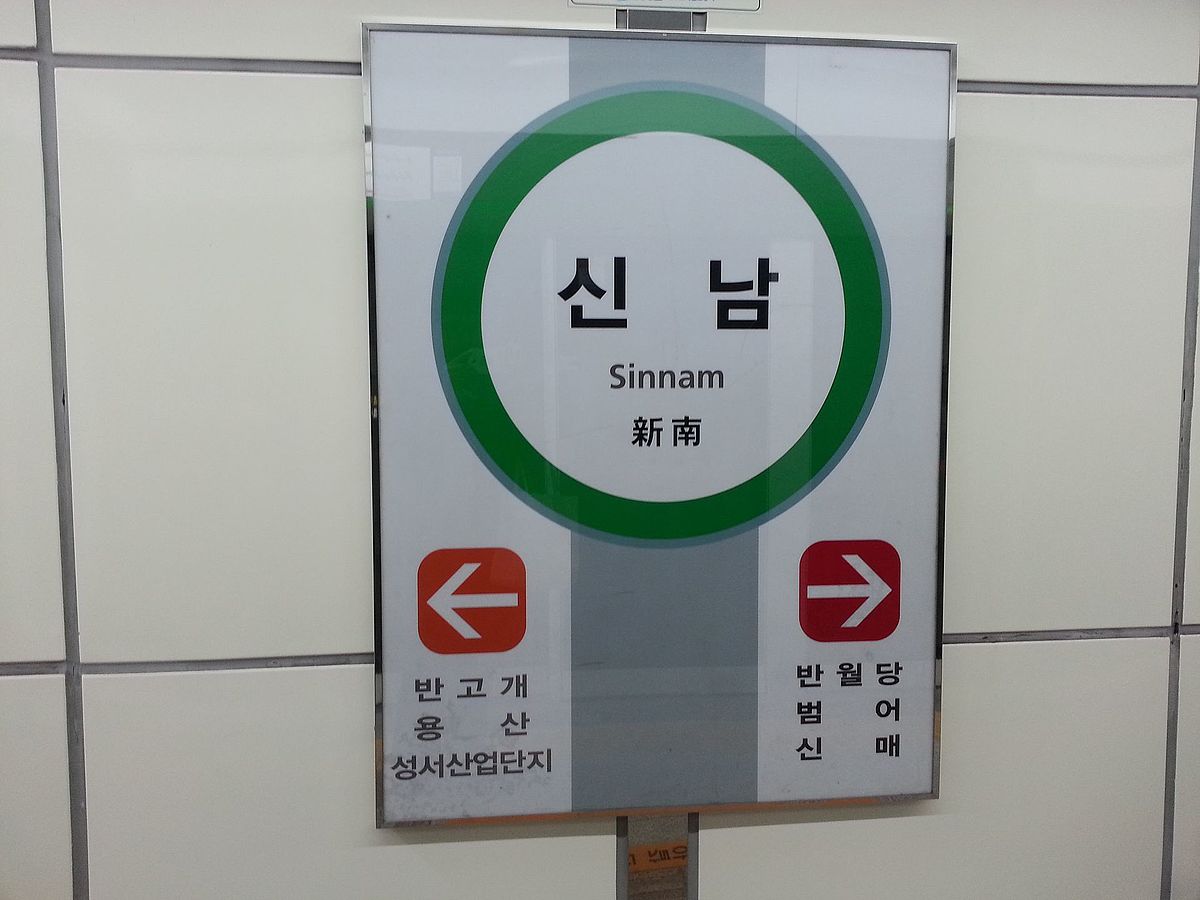 신 남
Sinnam
新南
반고개
용 산
성서산업단지
반월당
범 어
신 매